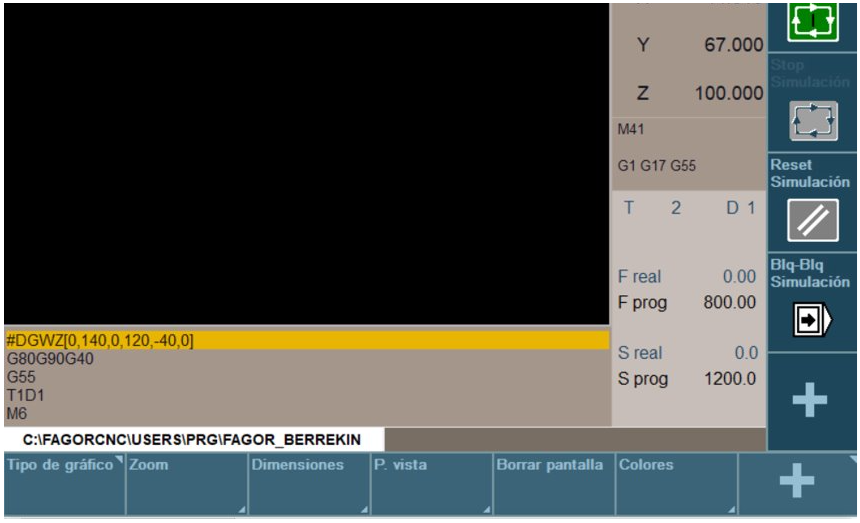 Y 67.000
Z 100.000
M41
G1 G17 G55
T 2 D 1
F real 0.00
F prog 800.00
S real 0.0
S prog 1200.0
Stop
Simulación
Reset
Simulación
Blq-Blq
Simulación
#DGWZ[0,140,0,120,-40,0]
G80G90G40
G55
T1D1
M6
C:\FAGORCNC\USERS\PRG\FAGOR_BERREKIN
Tipo de gráfico Zoom Dimensiones P. vista Borrar pantalla Colores